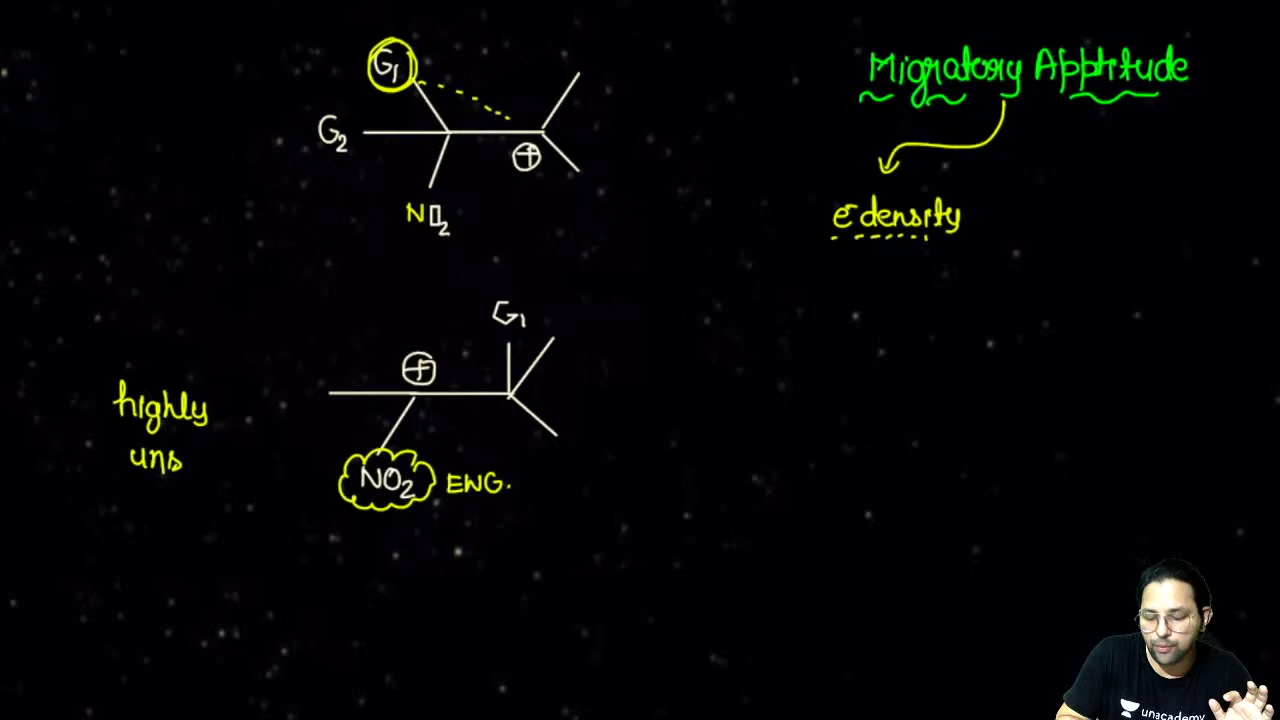 G₁
Migratory Apptitude
G₂
⊕
NO₂
e⁻ density
G₁
⊕
highly
uns
NO₂ EWG.
unacademy